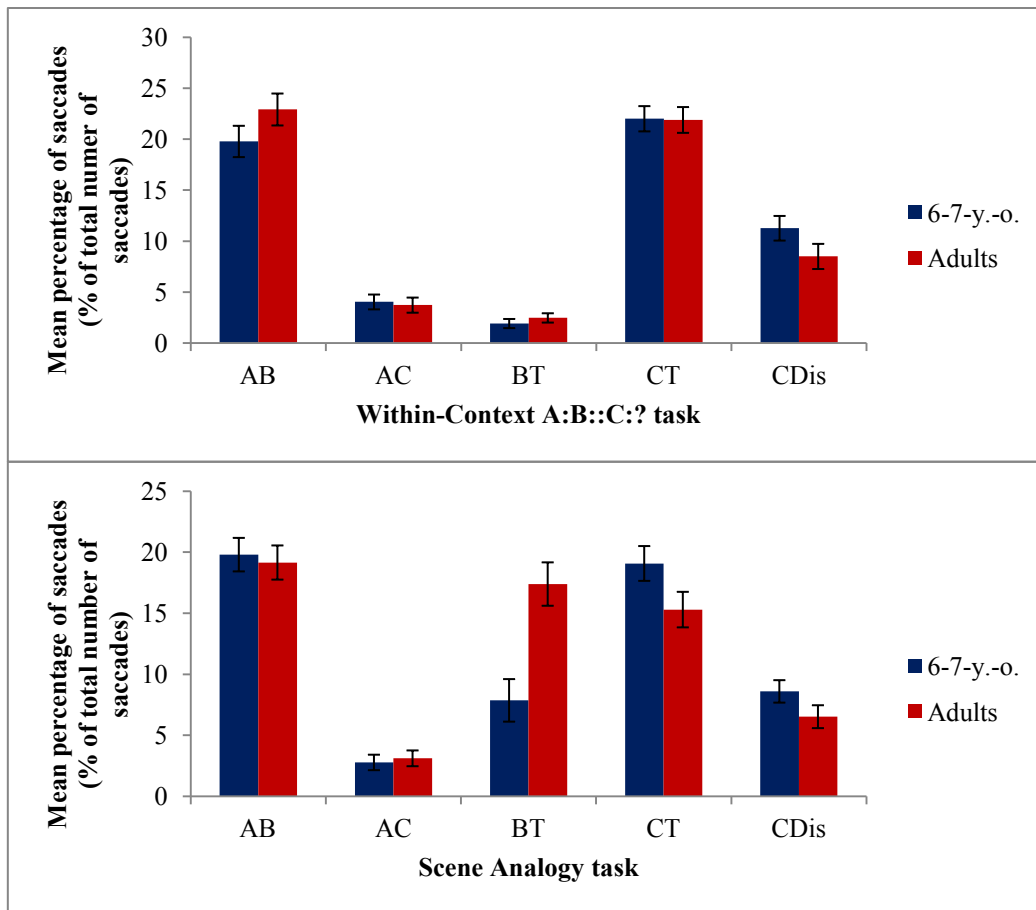 Mean percentage of saccades
(% of total numer of
saccades)
30
25
20
15
10
5
0
AB AC BT CT CDis
Within-Context A:B::C:? task
6-7-y.-o.
Adults
Mean percentage of saccades
(% of total number of
saccades)
25
20
15
10
5
0
AB AC BT CT CDis
Scene Analogy task
6-7-y.-o.
Adults